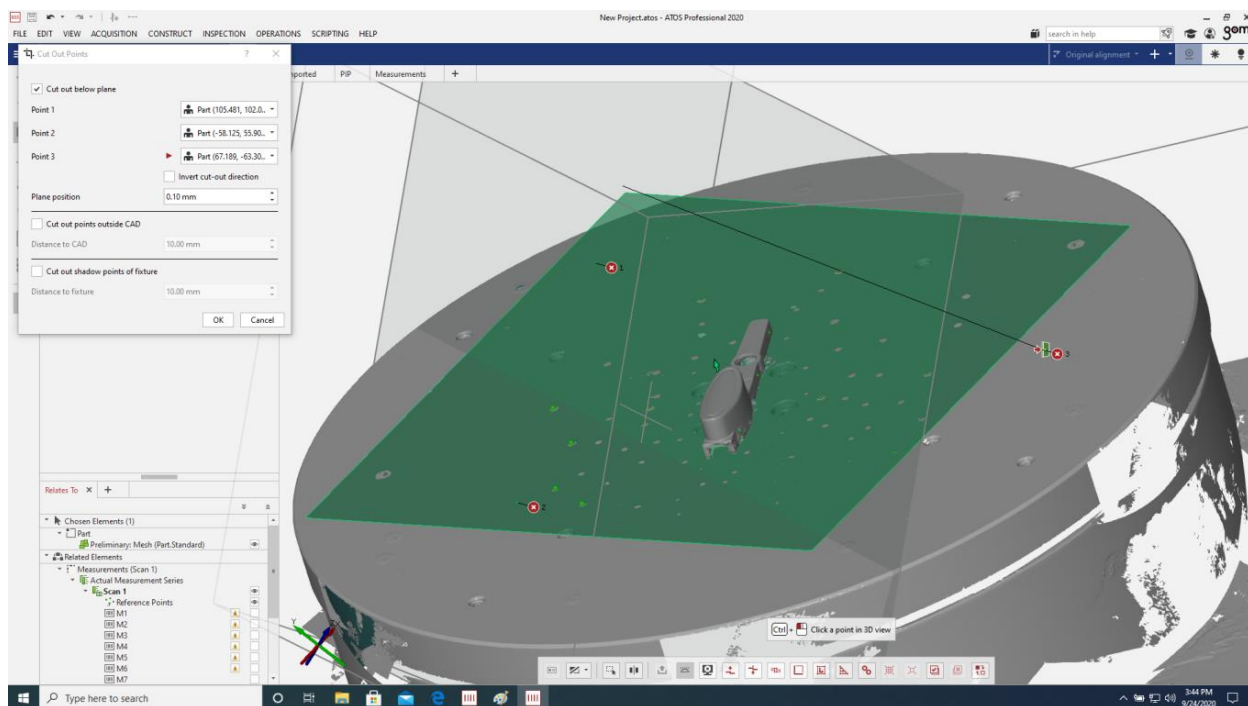 New Project.atos - ATOS Professional 2020
FILE EDIT VIEW ACQUISITION CONSTRUCT INSPECTION OPERATIONS SCRIPTING HELP
search in help
gom
Cut Out Points ? ×
Original alignment
PIP Measurements +
Cut out below plane
Point 1 Part (105.481, 102.0...
Point 2 Part (-58.125, 55.90...
Point 3 Part (67.189, -63.30...
Invert cut-out direction
Plane position 0.10 mm
Cut out points outside CAD
Distance to CAD 10.00 mm
Cut out shadow points of fixture
Distance to fixture 10.00 mm
OK Cancel
1
3
2
Relates To × +
Chosen Elements (1)
Part
Preliminary: Mesh (Part.Standard)
Related Elements
Measurements (Scan 1)
Actual Measurement Series
Scan 1
Reference Points
M1
M2
M3
M4
M5
M6
M7
Y
Ctrl + Click a point in 3D view
Type here to search
3:44 PM
9/24/2020